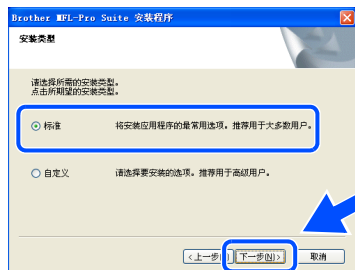 Brother MFL-Pro Suite 安装程序
安装类型
请选择所需的安装类型。
点击所期望的安装类型。
标准 将安装应用程序的最常用选项。推荐用于大多数用户。
自定义 请选择要安装的选项。推荐用于高级用户。
<上一步( ) 下一步(N)> 取消